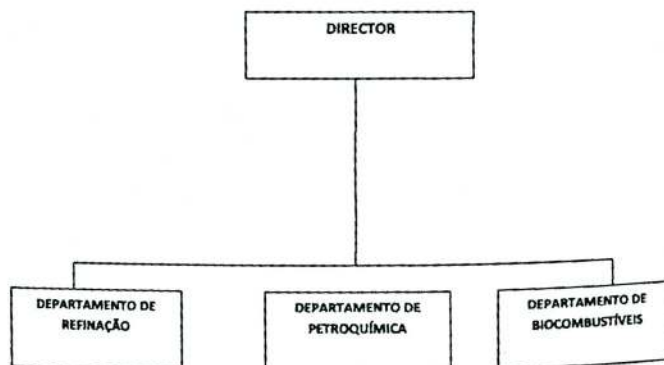 DIRECTOR
DEPARTAMENTO DE
REFINAÇÃO
DEPARTAMENTO DE
PETROQUÍMICA
DEPARTAMENTO DE
BIOCOMBUSTÍVEIS